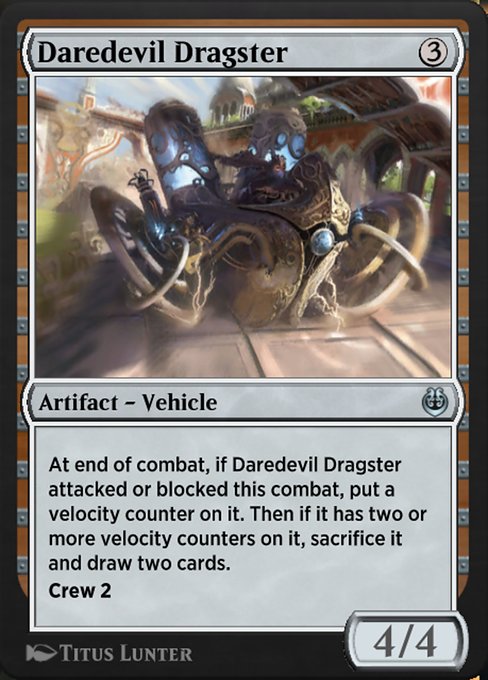 Daredevil Dragster 3
Artifact – Vehicle
At end of combat, if Daredevil Dragster
attacked or blocked this combat, put a
velocity counter on it. Then if it has two or
more velocity counters on it, sacrifice it
and draw two cards.
Crew 2
4/4
Titus Lunter